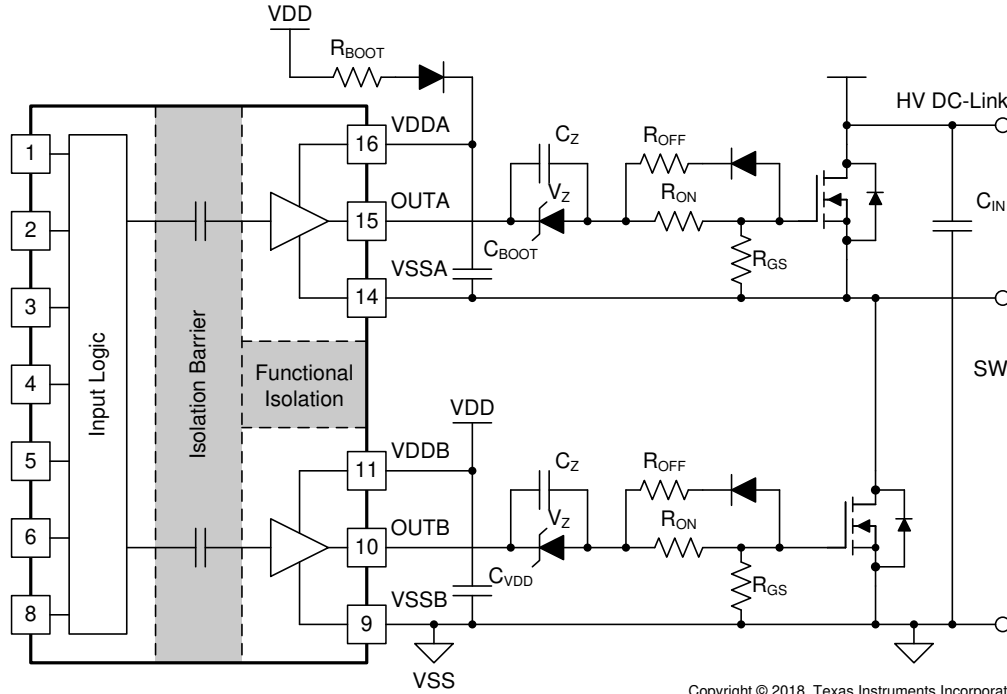 VDD
RBOOT
HV DC-Link
VDDA
1
16
CZ
ROFF
VZ
RON
CIN
OUTA
15
2
CBOOT
RGS
VSSA
3
14
Isolation Barrier
Input Logic
Functional
Isolation
SW
4
VDD
5
VDDB
11
CZ
ROFF
VZ
RON
OUTB
6
10
CVDD
RGS
VSSB
8
9
VSS
Copyright © 2018, Texas Instruments